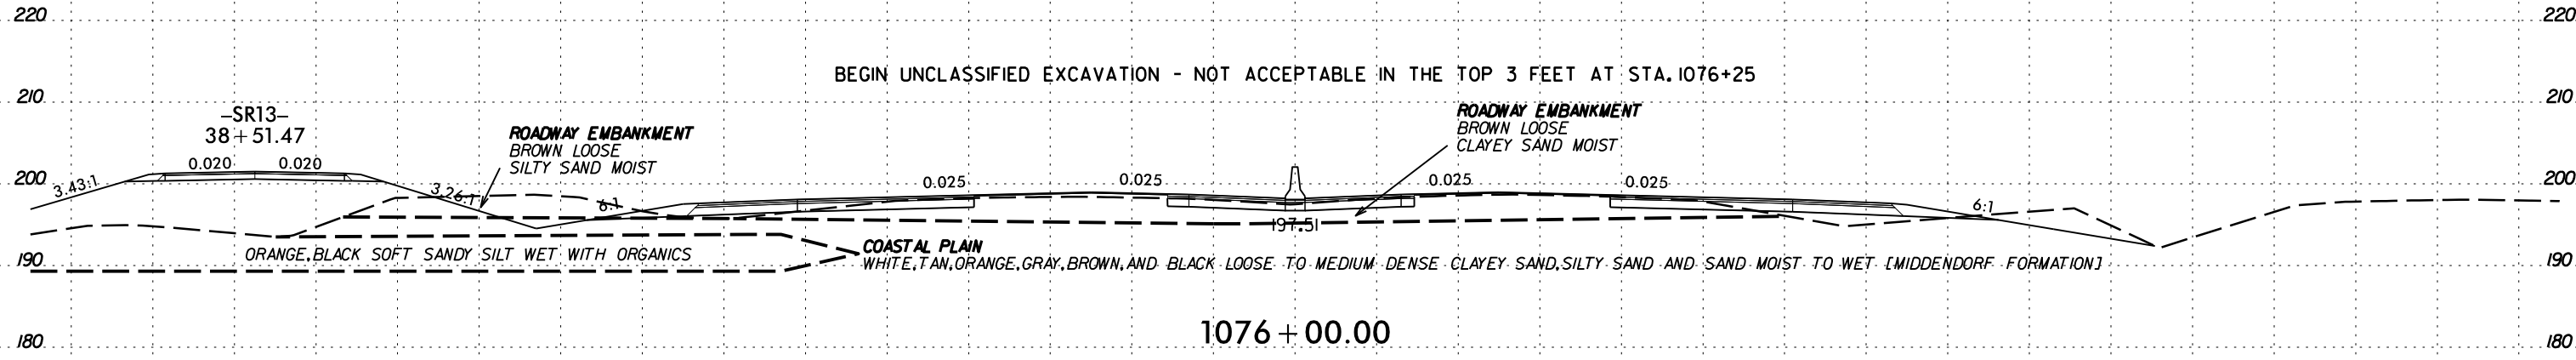 220 220
BEGIN UNCLASSIFIED EXCAVATION - NOT ACCEPTABLE IN THE TOP 3 FEET AT STA. 1076+25
210 210
-SR13-
38+51.47
ROADWAY EMBANKMENT
BROWN LOOSE
SILTY SAND MOIST
ROADWAY EMBANKMENT
BROWN LOOSE
CLAYEY SAND MOIST
0.020 0.020
200 200
3.43:1 3.26:1 6:1 0.025 0.025 0.025 0.025 6:1
197.51
ORANGE,BLACK SOFT SANDY SILT WET WITH ORGANICS
COASTAL PLAIN
WHITE,TAN,ORANGE,GRAY,BROWN,AND BLACK LOOSE TO MEDIUM DENSE CLAYEY SAND,SILTY SAND AND SAND MOIST TO WET [MIDDENDORF FORMATION]
190 190
1076+00.00
180 180